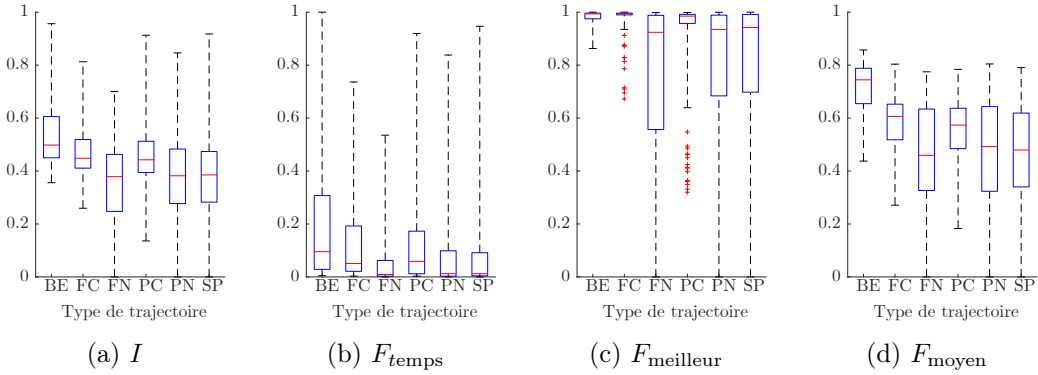 1 1 1 1
0.8 0.8 0.8 0.8
0.6 0.6 0.6 0.6
0.4 0.4 0.4 0.4
0.2 0.2 0.2 0.2
0 0 0 0
BE FC FN PC PN SP BE FC FN PC PN SP BE FC FN PC PN SP BE FC FN PC PN SP
Type de trajectoire Type de trajectoire Type de trajectoire Type de trajectoire
(a) I (b) F_temps (c) F_meilleur (d) F_moyen